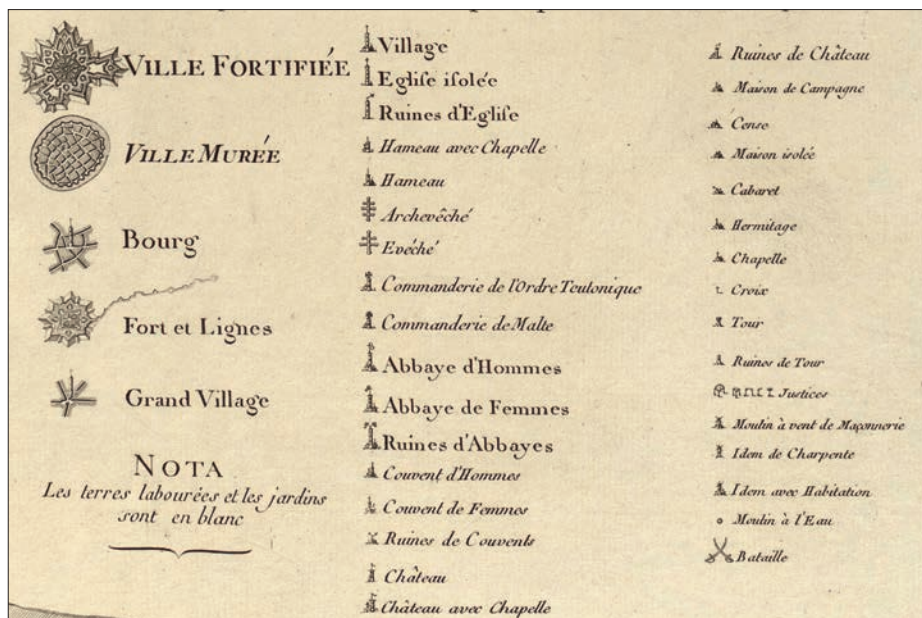 VILLE FORTIFIÉE
VILLE MURÉE
Bourg
Fort et Lignes
Grand Village
NOTA
Les terres labourées et les jardins
sont en blanc
Village
Egliſe iſolée
Ruines d'Egliſe
Hameau avec Chapelle
Hameau
Archevêché
Evéché
Commanderie de l'Ordre Teutonique
Commanderie de Malte
Abbaye d'Hommes
Abbaye de Femmes
Ruines d'Abbayes
Couvent d'Hommes
Couvent de Femmes
Ruines de Couvents
Château
Château avec Chapelle
Ruines de Château
Maison de Campagne
Cense
Maison isolée
Cabaret
Hermitage
Chapelle
Croix
Tour
Ruines de Tour
Justices
Moulin à vent de Maçonnerie
Idem de Charpente
Idem avec Habitation
Moulin à l'Eau
Bataille